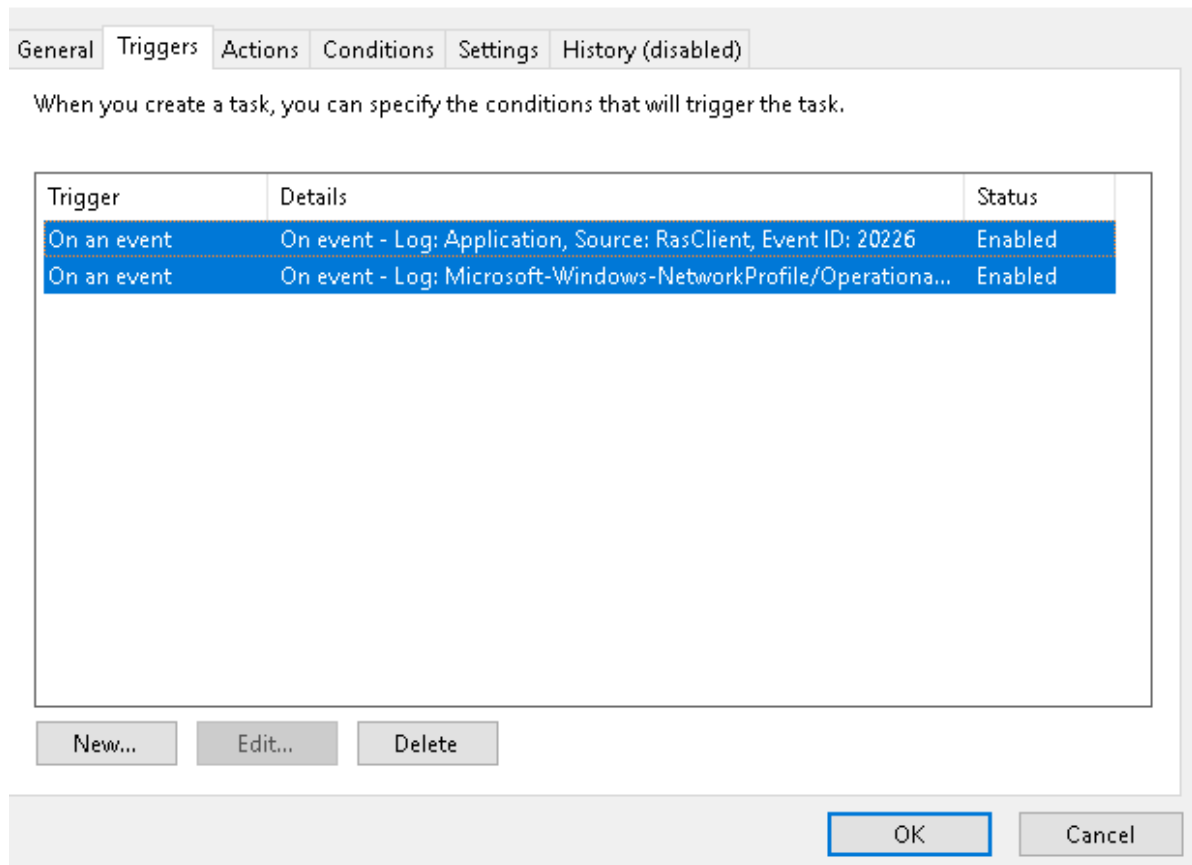 General Triggers Actions Conditions Settings History (disabled)
When you create a task, you can specify the conditions that will trigger the task.
Trigger Details Status
On an event On event - Log: Application, Source: RasClient, Event ID: 20226 Enabled
On an event On event - Log: Microsoft-Windows-NetworkProfile/Operationa... Enabled
New... Edit... Delete
OK Cancel